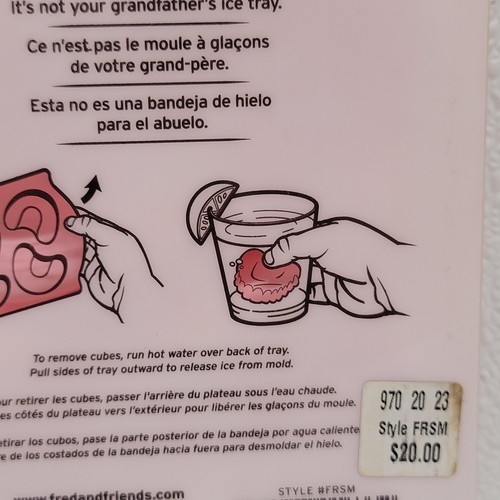 It's not your grandfather's ice tray.
Ce n'est pas le moule à glaçons
de votre grand-père.
Esta no es una bandeja de hielo
para el abuelo.
To remove cubes, run hot water over back of tray.
Pull sides of tray outward to release ice from mold.
retirer les cubes, passer l'arrière du plateau sous l'eau chaude.
es côtés du plateau vers l'extérieur pour libérer les glaçons du moule.
etirar los cubos, pase la parte posterior de la bandeja por agua caliente
e de los costados de la bandeja hacia fuera para desmoldar el hielo.
970 20 23
Style FRSM
$20.00
www.fredandfriends.com
STYLE #FRSM